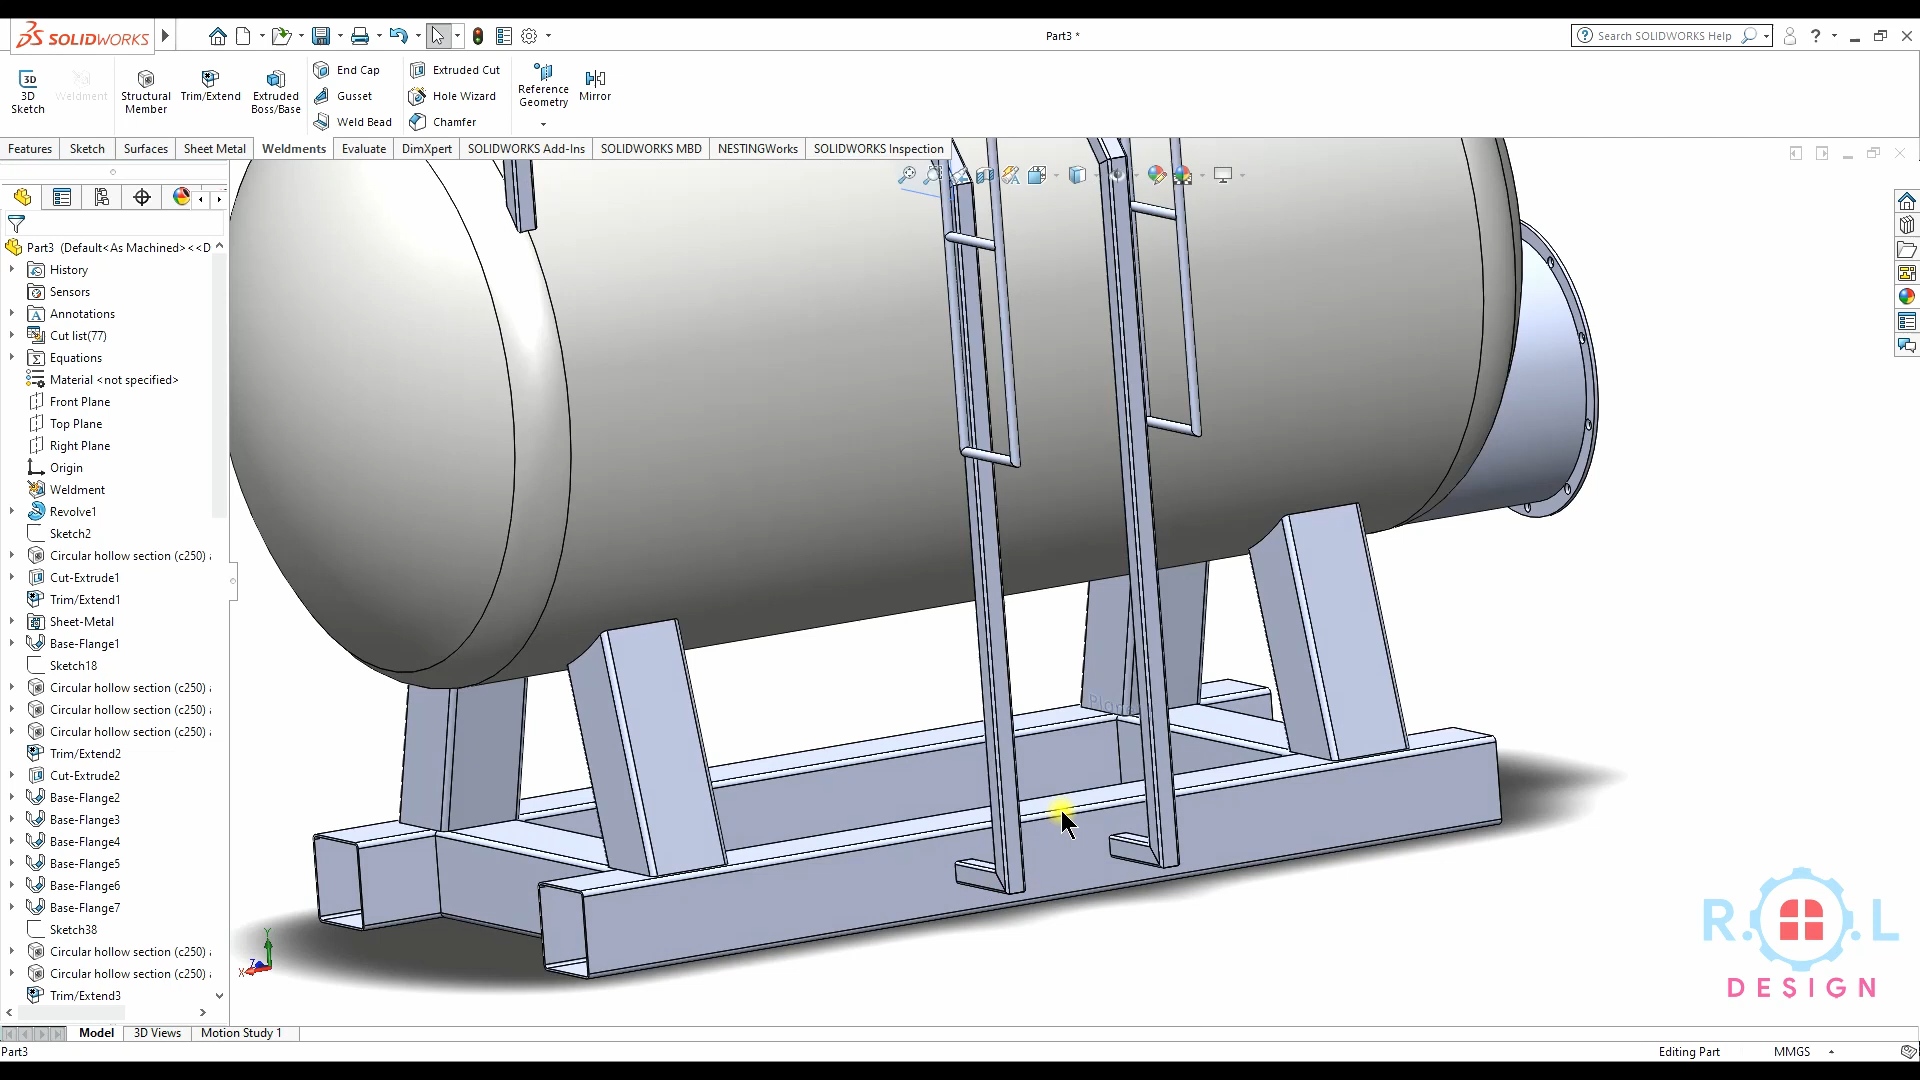 SOLIDWORKS
Part3 *
Search SOLIDWORKS Help
3D Sketch
Weldment
Structural Member
Trim/Extend
Extruded Boss/Base
End Cap
Gusset
Weld Bead
Extruded Cut
Hole Wizard
Chamfer
Reference Geometry
Mirror
Features
Sketch
Surfaces
Sheet Metal
Weldments
Evaluate
DimXpert
SOLIDWORKS Add-Ins
SOLIDWORKS MBD
NESTINGWorks
SOLIDWORKS Inspection
Part3 (Default<As Machined><<D
History
Sensors
Annotations
Cut list(77)
Equations
Material <not specified>
Front Plane
Top Plane
Right Plane
Origin
Weldment
Revolve1
Sketch2
Circular hollow section (c250)
Cut-Extrude1
Trim/Extend1
Sheet-Metal
Base-Flange1
Sketch18
Circular hollow section (c250)
Circular hollow section (c250)
Circular hollow section (c250)
Trim/Extend2
Cut-Extrude2
Base-Flange2
Base-Flange3
Base-Flange4
Base-Flange5
Base-Flange6
Base-Flange7
Sketch38
Circular hollow section (c250)
Circular hollow section (c250)
Trim/Extend3
Y
X
Z
R. .L
DESIGN
Model
3D Views
Motion Study 1
Part3
Editing Part
MMGS